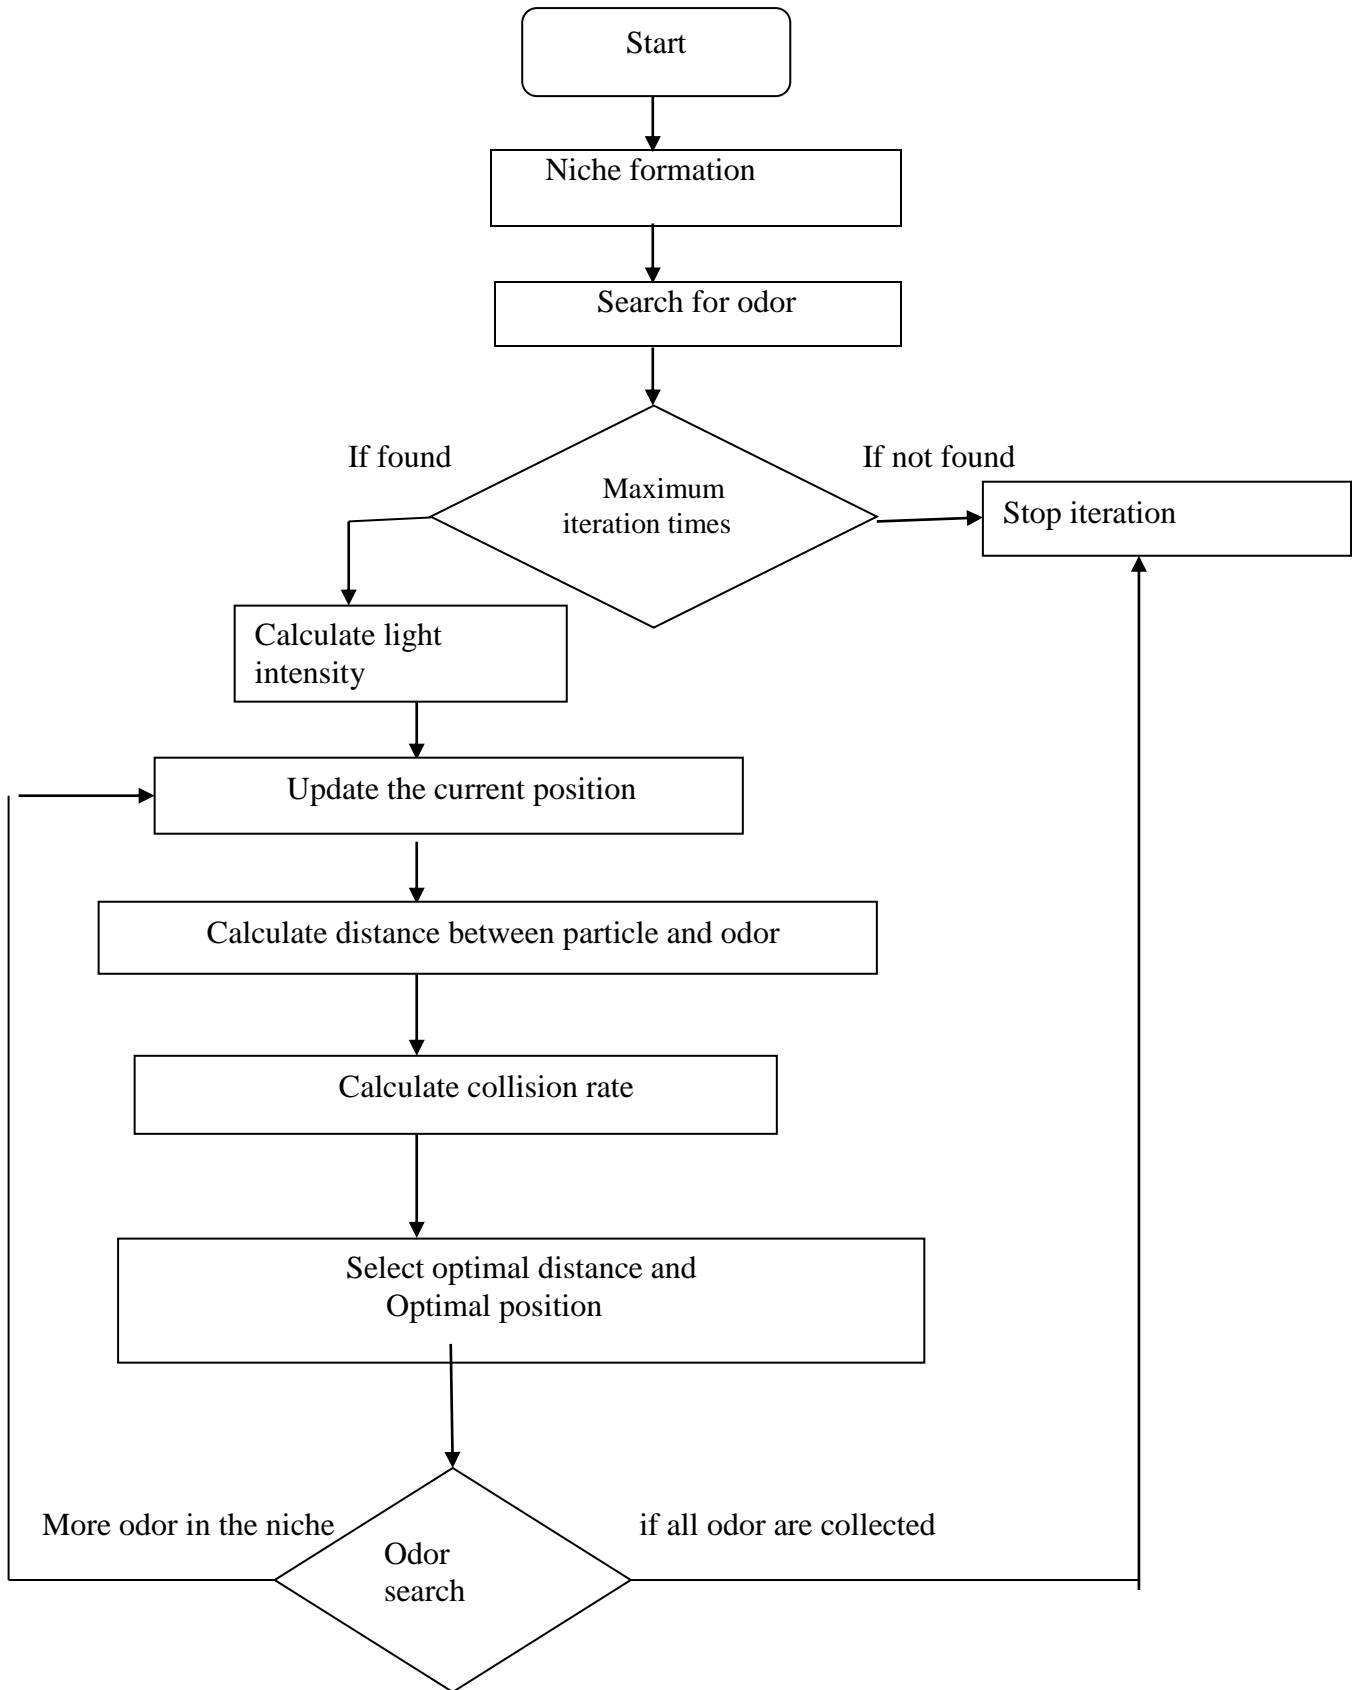 Start
Niche formation
Search for odor
If found
If not found
Maximum
iteration times
Stop iteration
Calculate light
intensity
Update the current position
Calculate distance between particle and odor
Calculate collision rate
Select optimal distance and
Optimal position
More odor in the niche
if all odor are collected
Odor
search